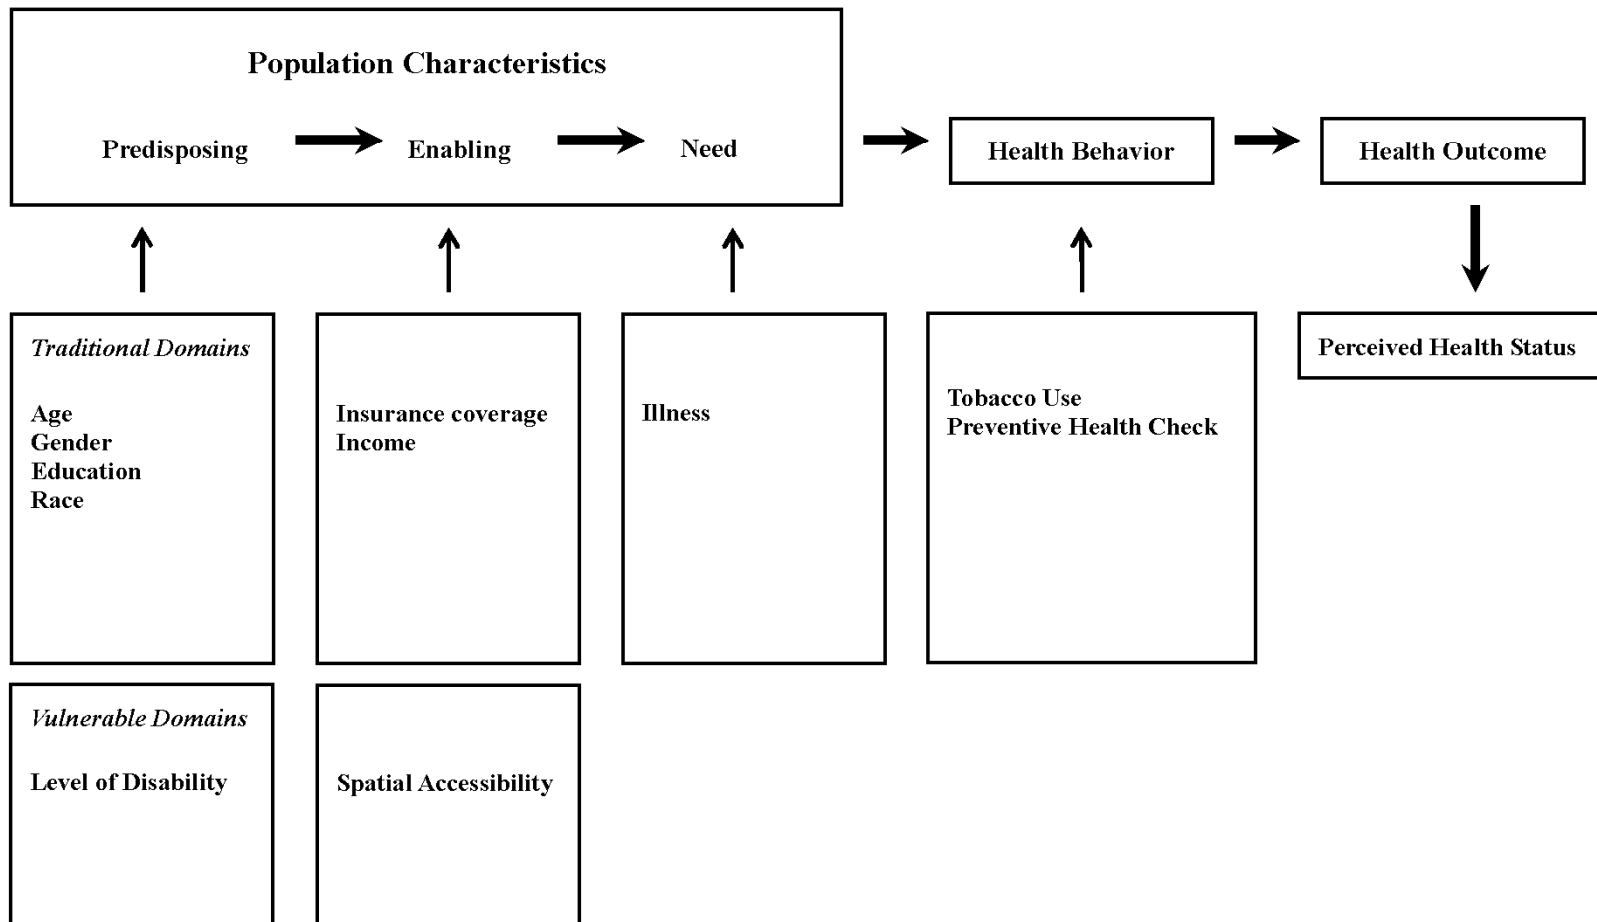 Population Characteristics
Predisposing
Enabling
Need
Health Behavior
Health Outcome
Traditional Domains
Age
Gender
Education
Race
Insurance coverage
Income
Illness
Tobacco Use
Preventive Health Check
Perceived Health Status
Vulnerable Domains
Level of Disability
Spatial Accessibility